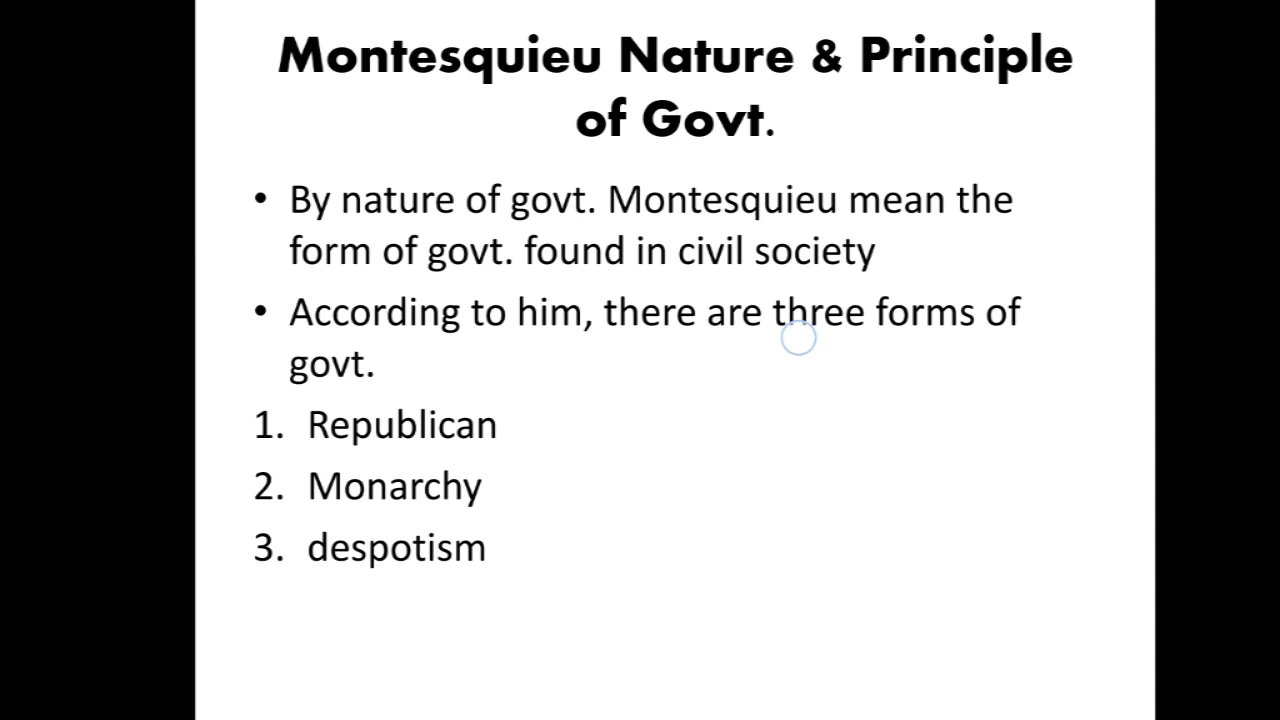 Montesquieu Nature & Principle
of Govt.
• By nature of govt. Montesquieu mean the
form of govt. found in civil society
• According to him, there are three forms of
govt.
1. Republican
2. Monarchy
3. despotism